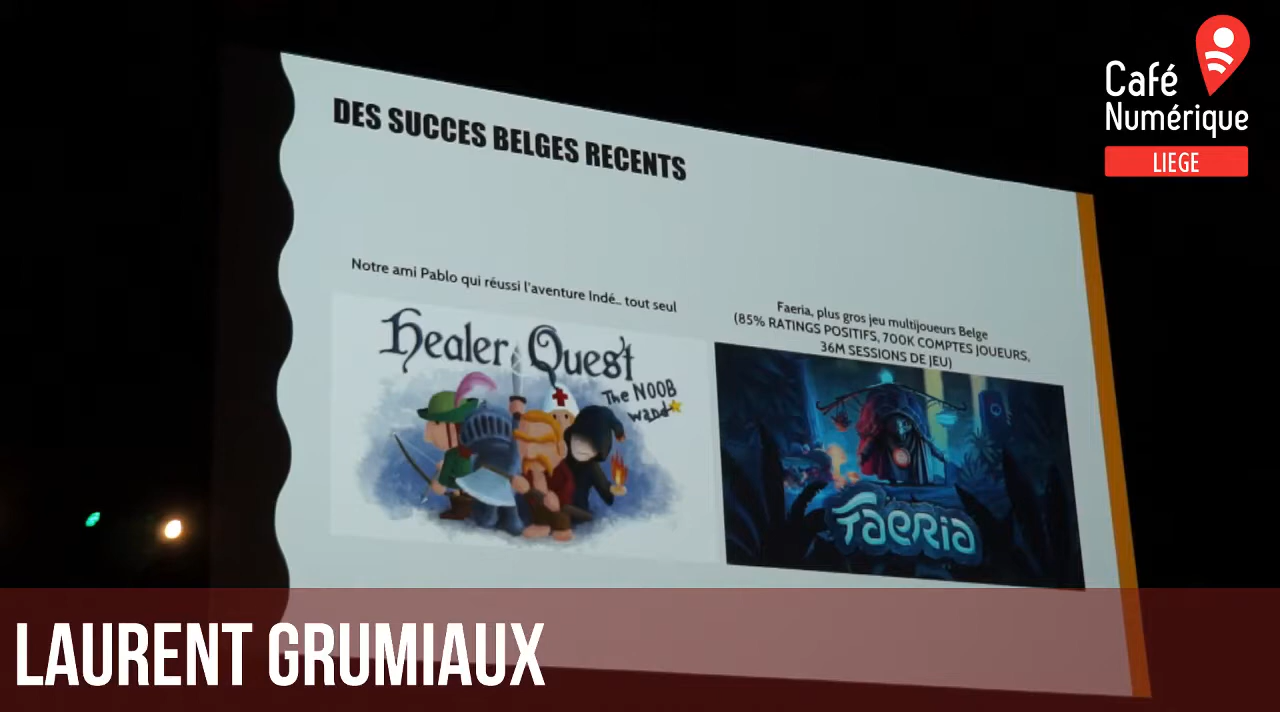 Café
Numérique
LIEGE
DES SUCCES BELGES RECENTS
Notre ami Pablo qui réussi l'aventure Indé... tout seul
Healer Quest
The NOOB
wand
Faeria, plus gros jeu multijoueurs Belge
(85% RATINGS POSITIFS, 700K COMPTES JOUEURS,
36M SESSIONS DE JEU)
Faeria
LAURENT GRUMIAUX